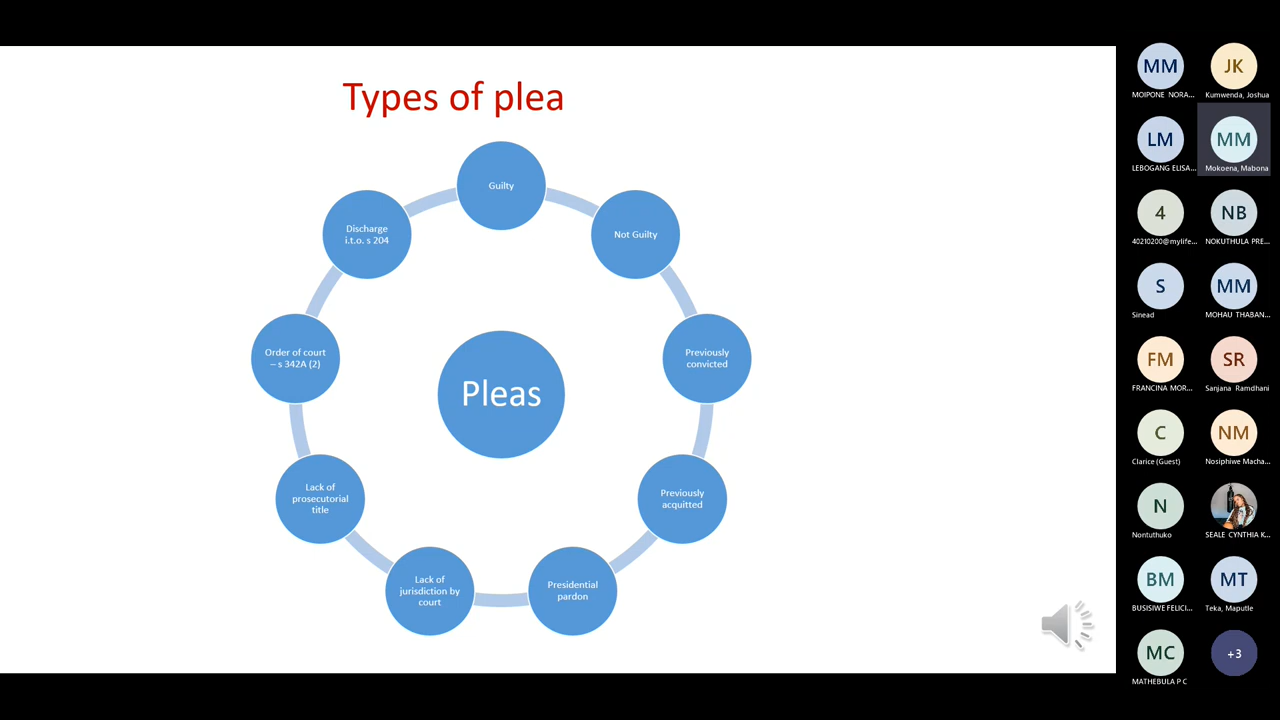 Types of plea
Guilty
Not Guilty
Previously
convicted
Previously
acquitted
Presidential
pardon
Lack of
jurisdiction by
court
Lack of
prosecutorial
title
Order of court
– s 342A (2)
Discharge
i.t.o. s 204
Pleas
MM
MOIPONE NORA...
JK
Kumwenda, Joshua
LM
LEBOGANG ELISA...
MM
Mokoena, Mabona
4
40210200@mylife...
NB
NOKUTHULA PRE...
S
Sinead
MM
MOHAU THABAN...
FM
FRANCINA MOR...
SR
Sanjana Ramdhani
C
Clarice (Guest)
NM
Nosiphiwe Macha...
N
Nontuthuko
SEALE CYNTHIA K...
BM
BUSISIWE FELICI...
MT
Teka, Maputle
MC
MATHEBULA P C
+3